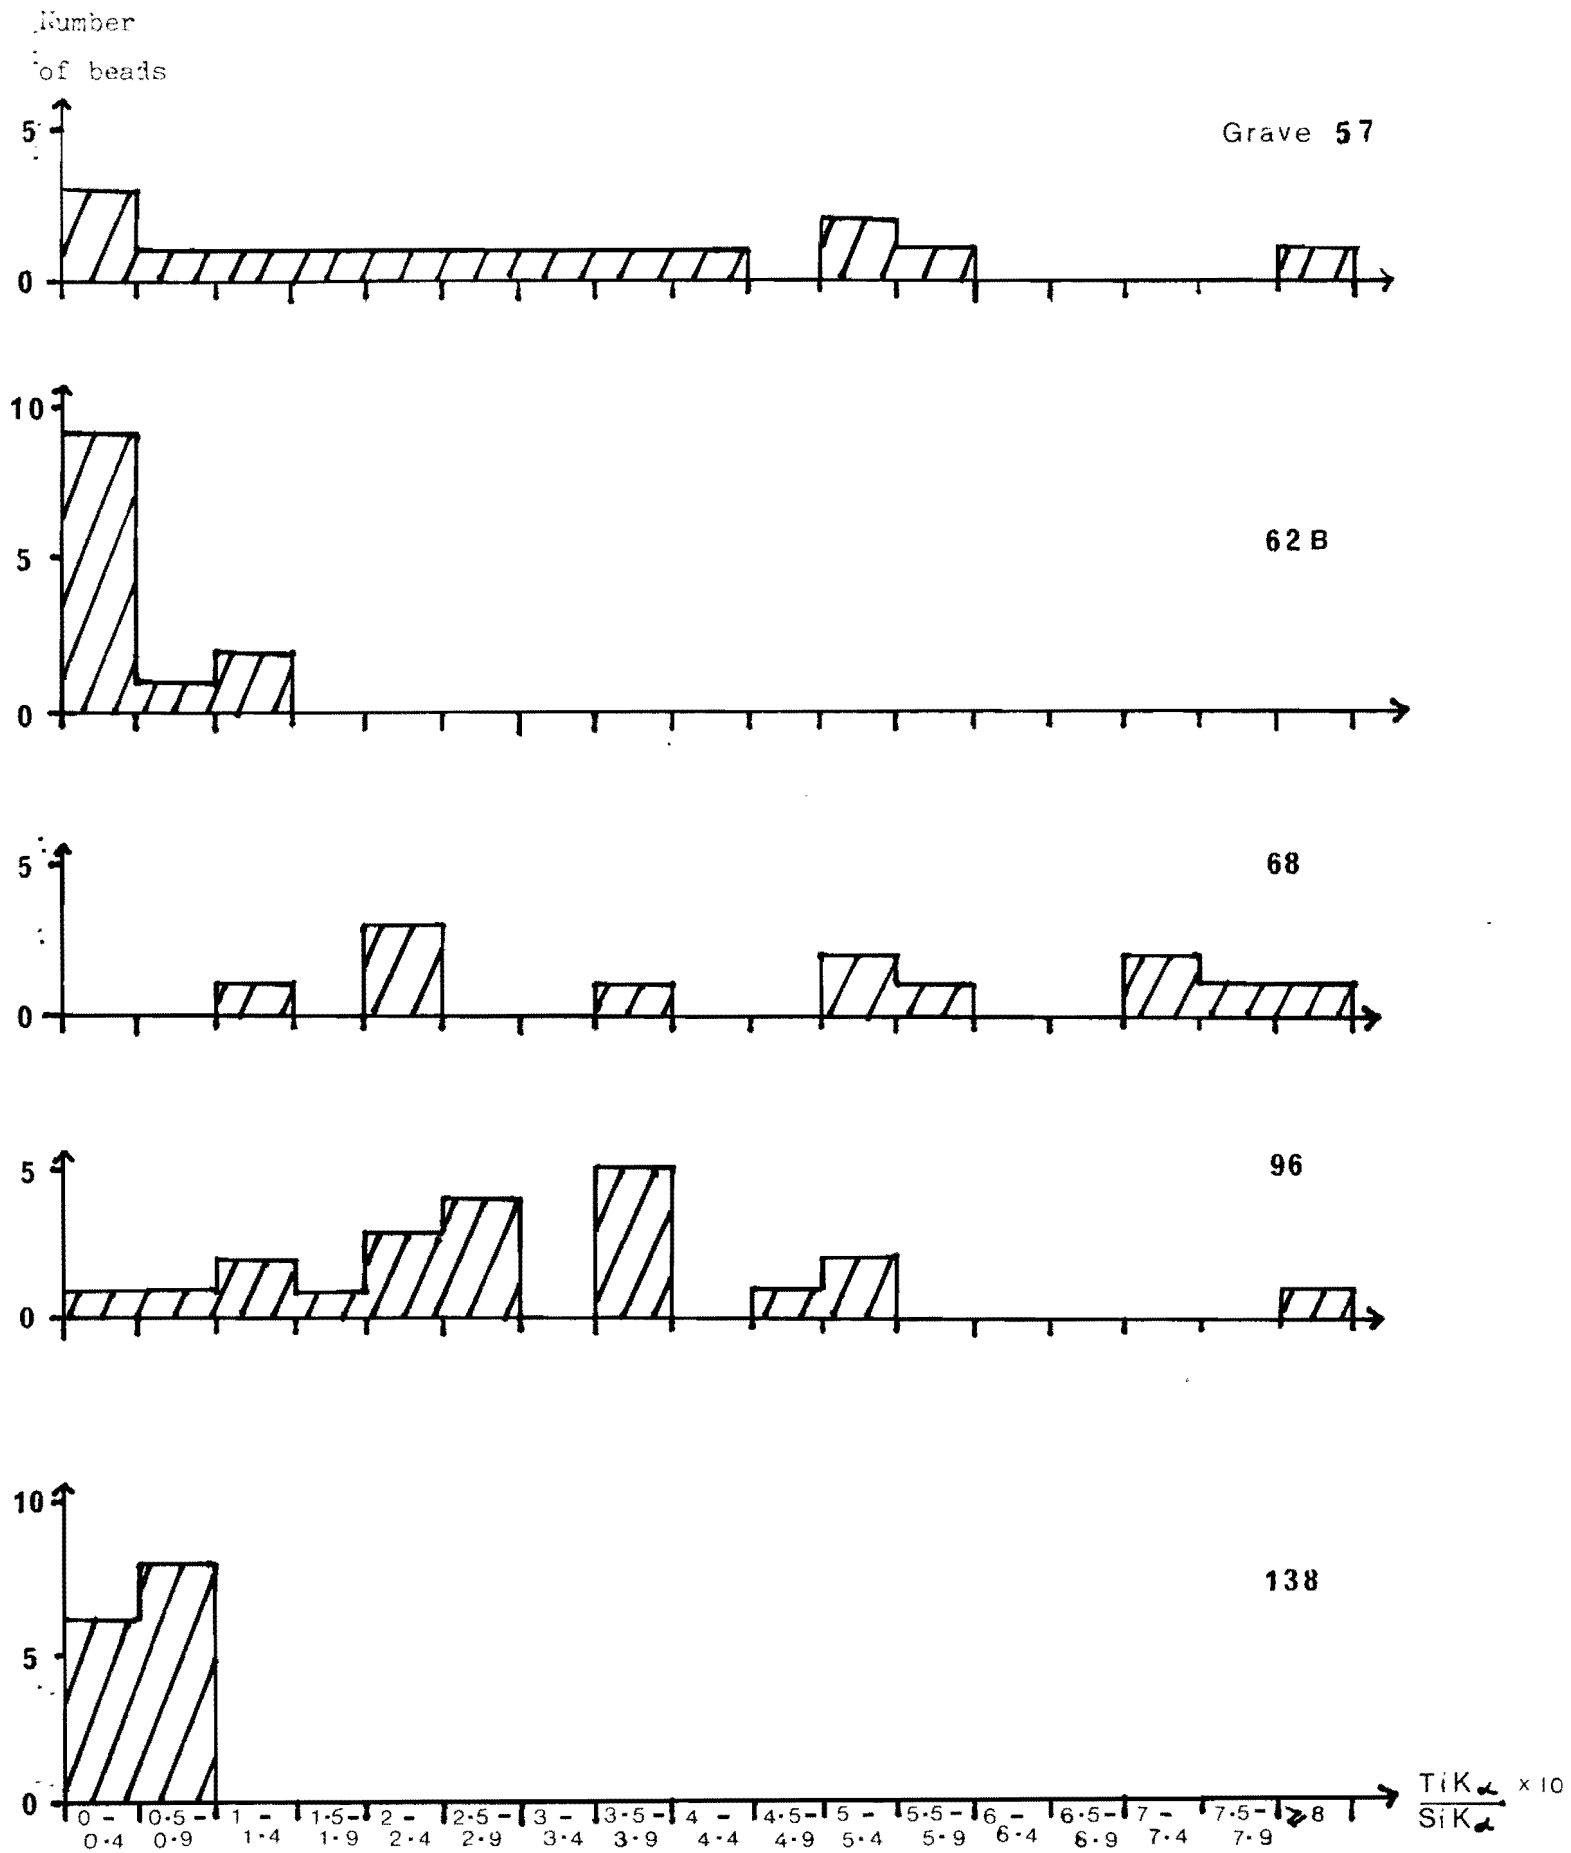 Number
of beads
5
Grave 57
0
10
5
62B
0
5
68
0
5
96
0
10
138
5
0
0- 0.5- 1- 1.5- 2- 2.5- 3- 3.5- 4- 4.5- 5- 5.5- 6- 6.5- 7- 7.5- ⩾8
0.4 0.9 1.4 1.9 2.4 2.9 3.4 3.9 4.4 4.9 5.4 5.9 6.4 6.9 7.4 7.9
TiKα × 10
SiKα